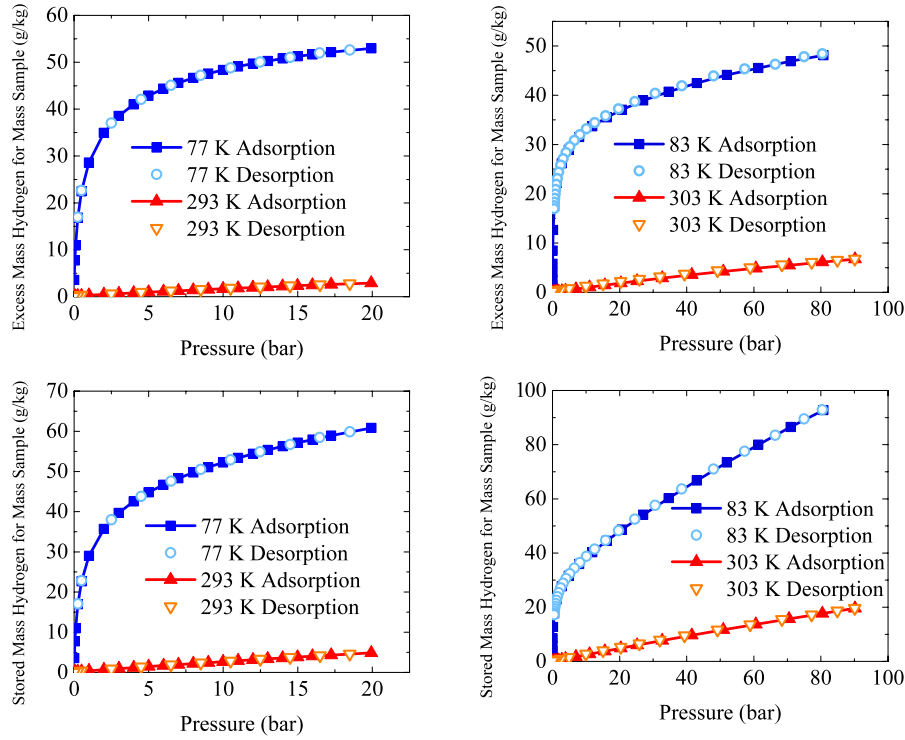 Excess Mass Hydrogen for Mass Sample (g/kg)
60
50
40
30
20
10
0
77 K Adsorption
77 K Desorption
293 K Adsorption
293 K Desorption
0
5
10
15
20
Pressure (bar)
Excess Mass Hydrogen for Mass Sample (g/kg)
50
40
30
20
10
0
83 K Adsorption
83 K Desorption
303 K Adsorption
303 K Desorption
0
20
40
60
80
100
Pressure (bar)
Stored Mass Hydrogen for Mass Sample (g/kg)
70
60
50
40
30
20
10
0
77 K Adsorption
77 K Desorption
293 K Adsorption
293 K Desorption
0
5
10
15
20
Pressure (bar)
Stored Mass Hydrogen for Mass Sample (g/kg)
100
80
60
40
20
0
83 K Adsorption
83 K Desorption
303 K Adsorption
303 K Desorption
0
20
40
60
80
100
Pressure (bar)